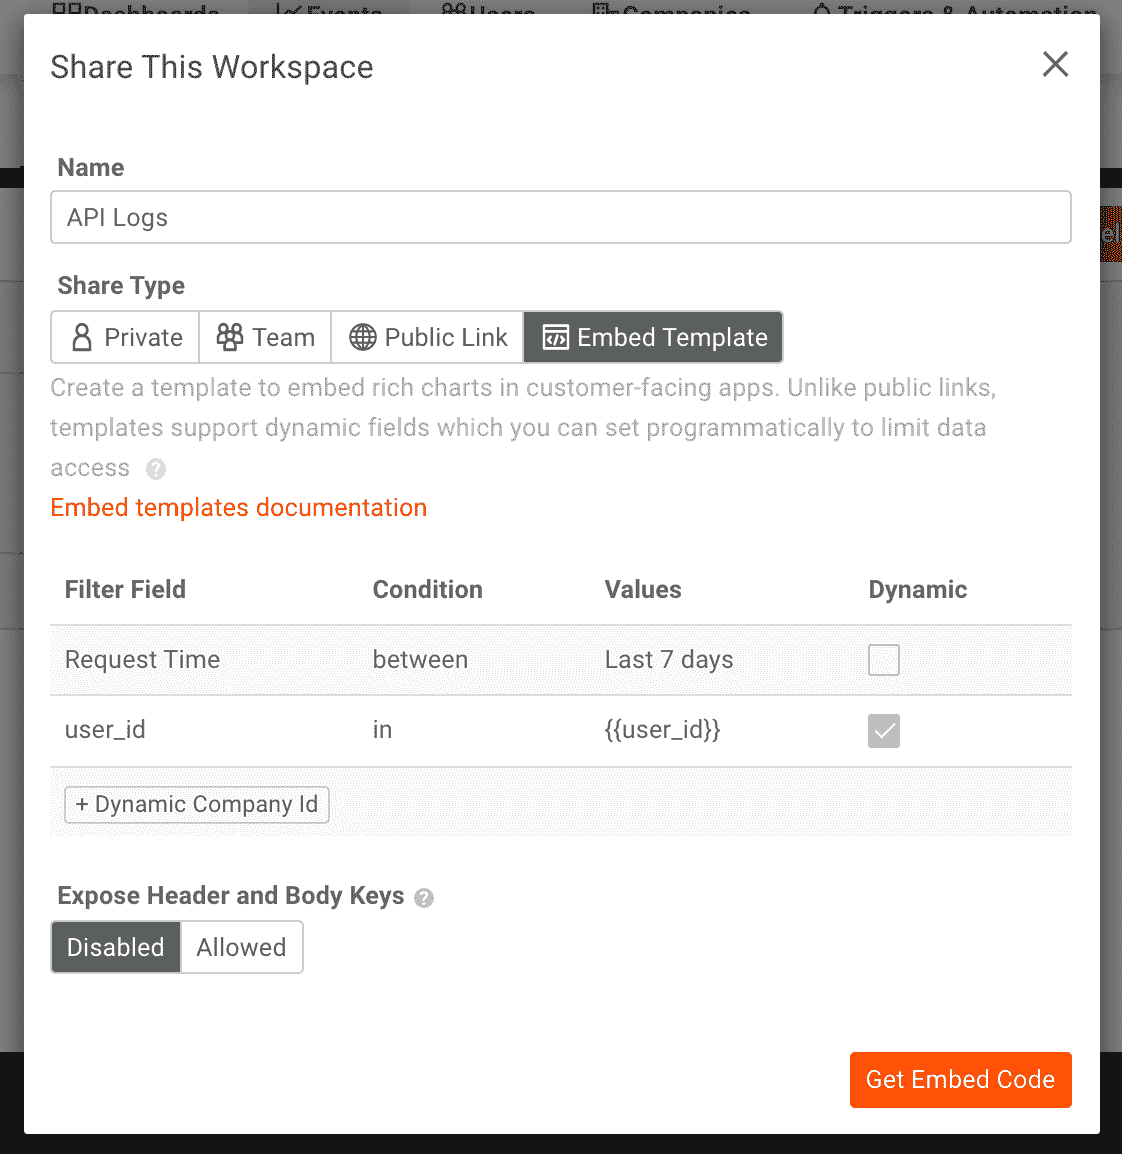 Dashboards Events Users Companies Triggers & Automation
Share This Workspace
Name
API Logs
Share Type
Private Team Public Link Embed Template
Create a template to embed rich charts in customer-facing apps. Unlike public links,
templates support dynamic fields which you can set programmatically to limit data
access ?
Embed templates documentation
Filter Field Condition Values Dynamic
Request Time between Last 7 days
user_id in {{user_id}}
+ Dynamic Company Id
Expose Header and Body Keys ?
Disabled Allowed
Get Embed Code